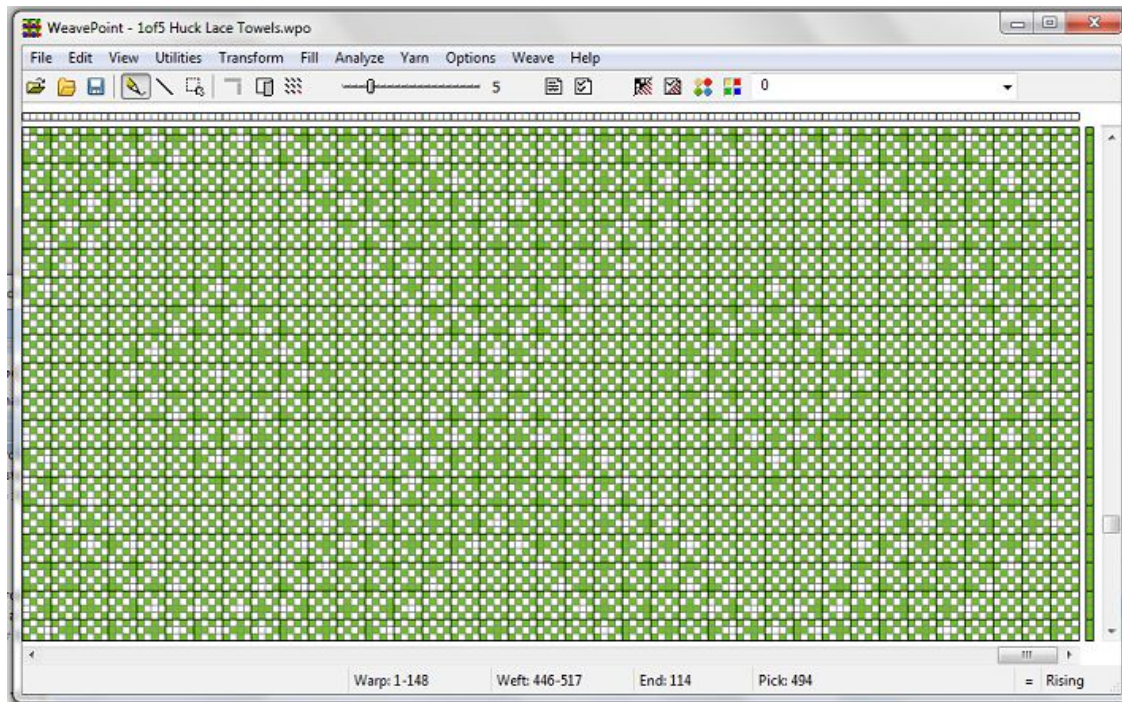 WeavePoint - 1of5 Huck Lace Towels.wpo
File Edit View Utilities Transform Fill Analyze Yarn Options Weave Help
5 0
Warp: 1-148 Weft: 446-517 End: 114 Pick: 494 = Rising